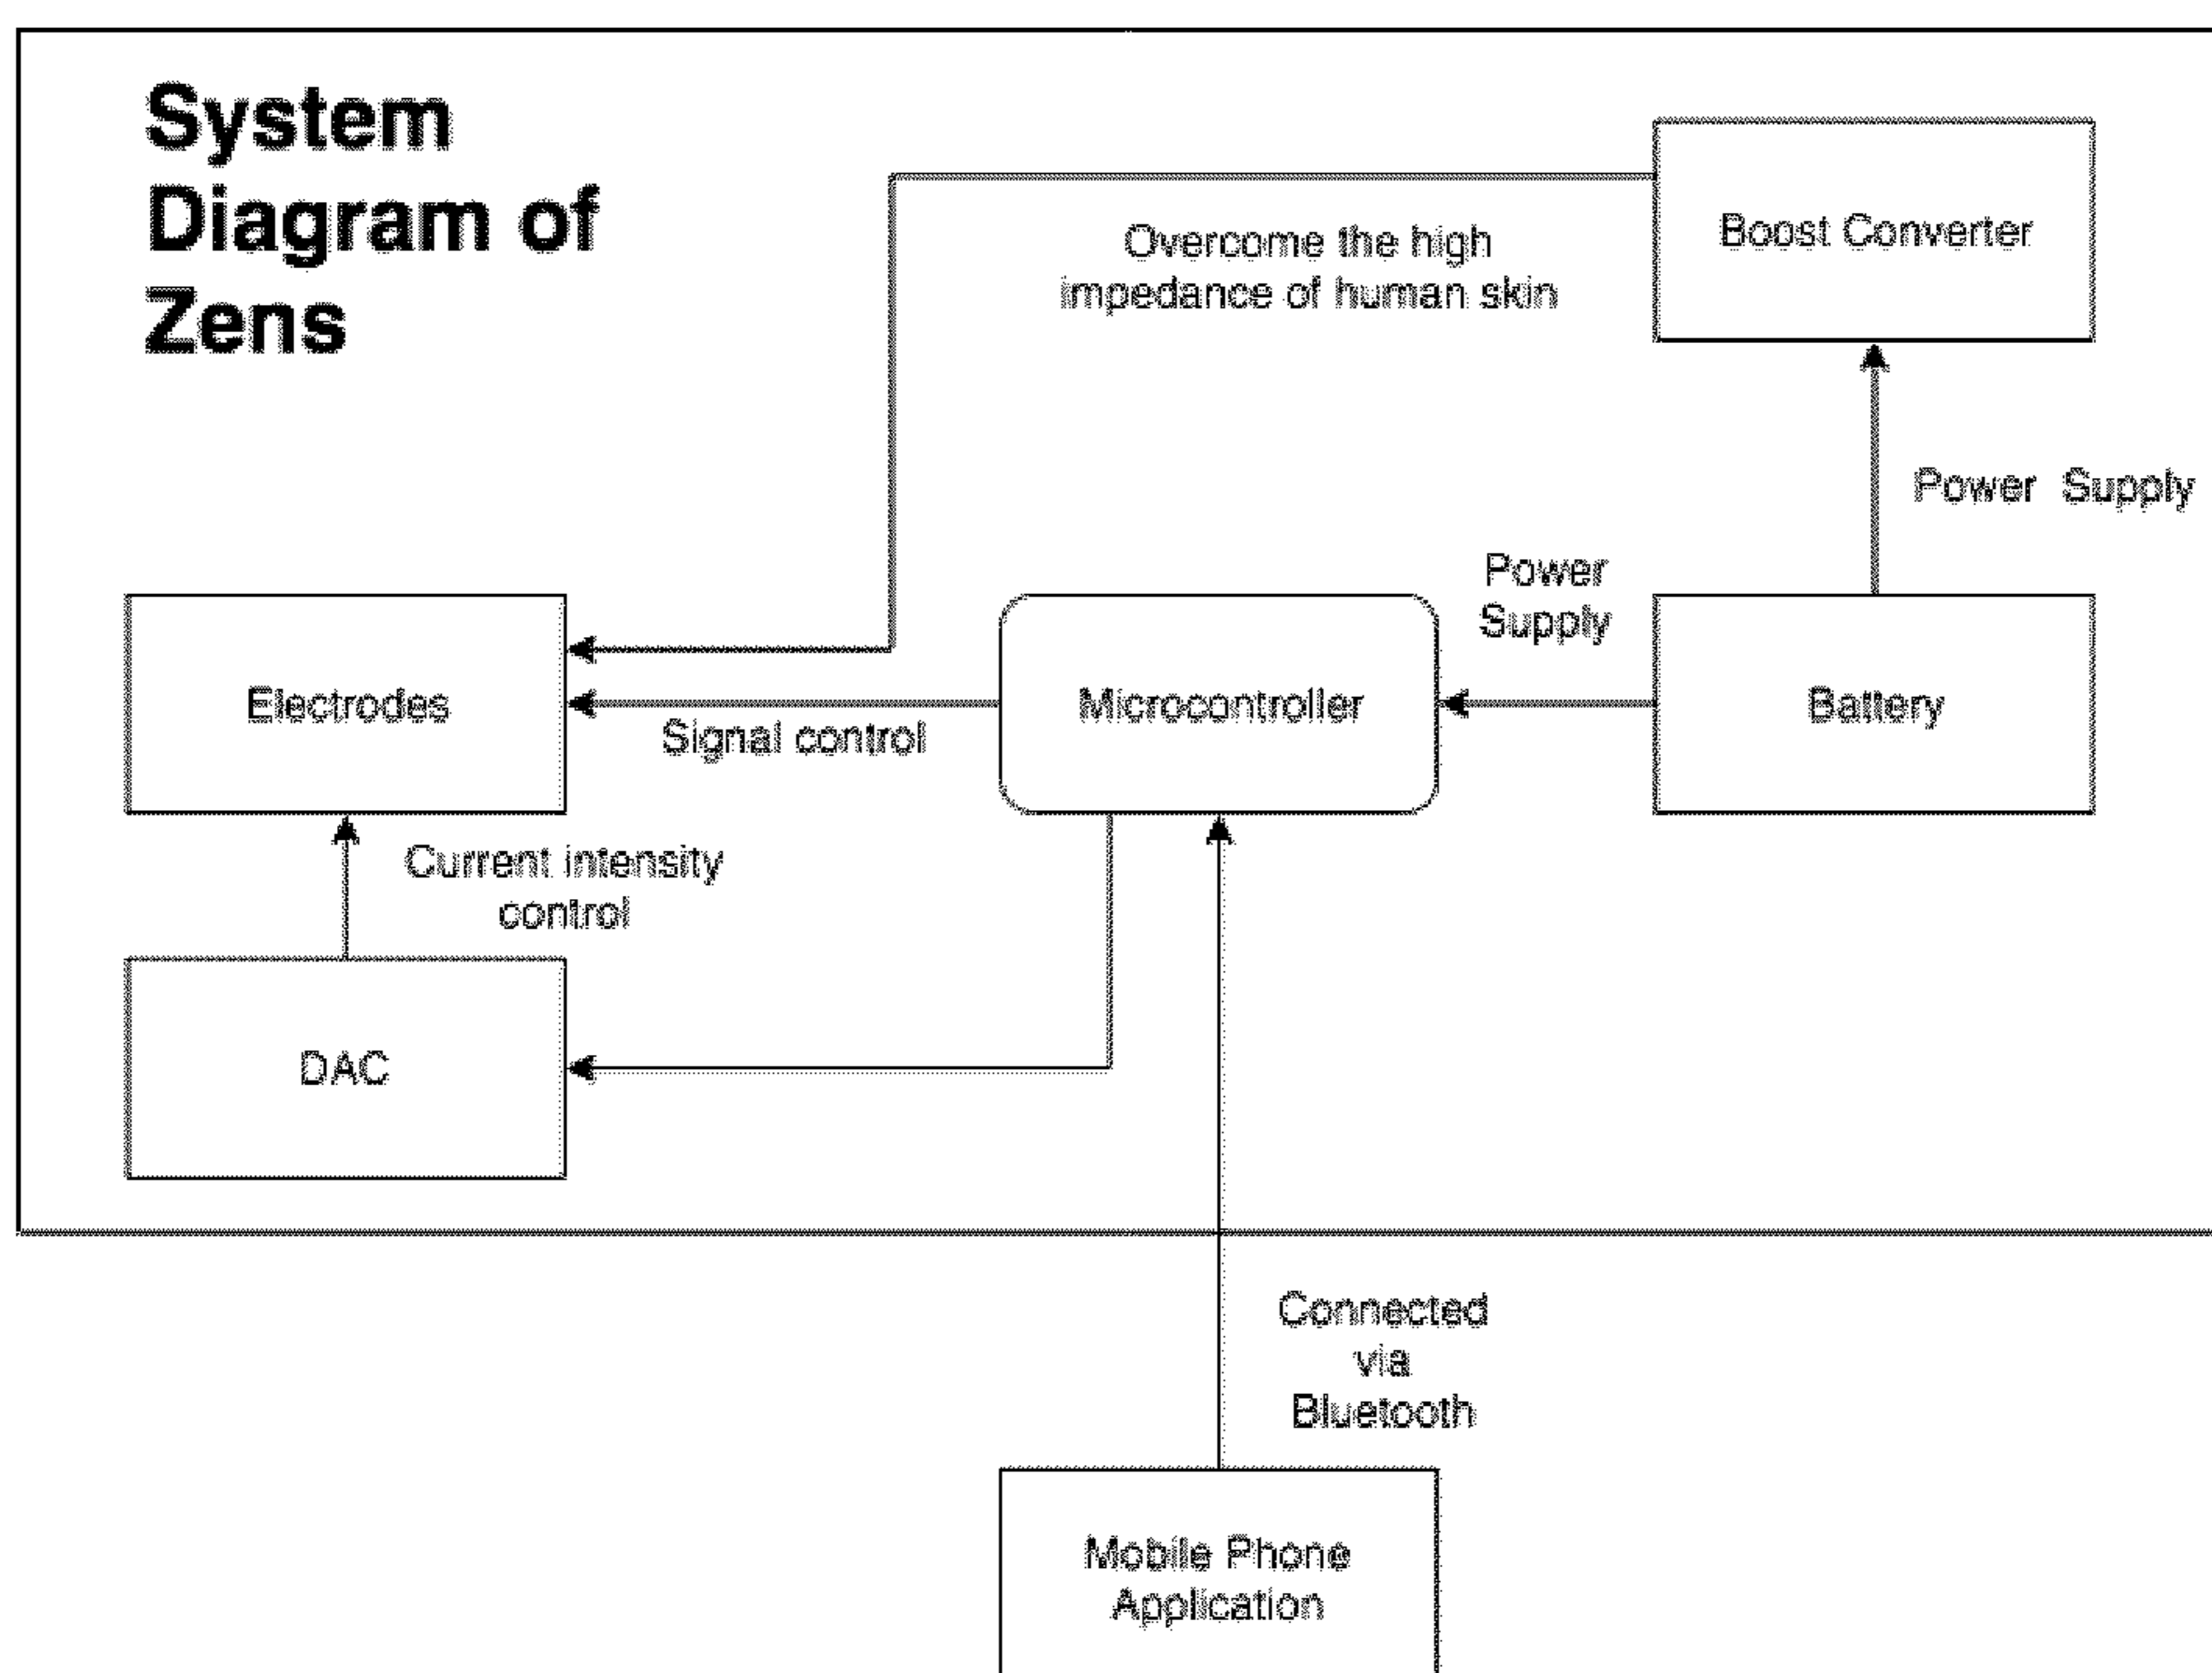 System
Diagram of
Zens
Boost Converter
Overcome the high
impedance of human skin
Power Supply
Power
Supply
Electrodes
Microcontroller
Battery
Signal control
Current intensity
control
DAC
Connected
via
Bluetooth
Mobile Phone
Application